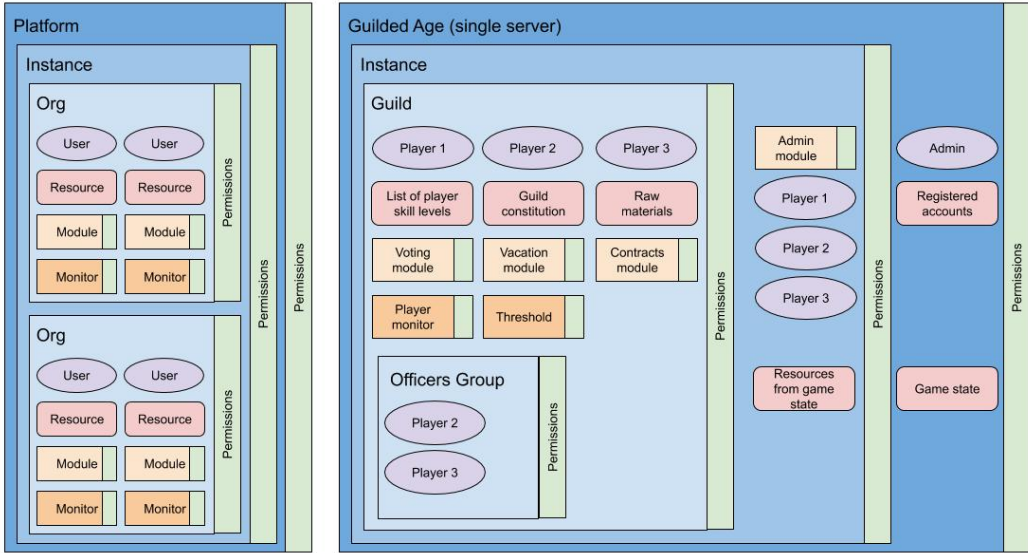 Platform
Instance
Org
User
User
Resource
Resource
Module
Module
Monitor
Monitor
Permissions
Org
User
User
Resource
Resource
Module
Module
Monitor
Monitor
Permissions
Permissions
Permissions
Guilded Age (single server)
Instance
Guild
Player 1
Player 2
Player 3
List of player
skill levels
Guild
constitution
Raw
materials
Voting
module
Vacation
module
Contracts
module
Player
monitor
Threshold
Officers Group
Player 2
Player 3
Permissions
Permissions
Admin
module
Player 1
Player 2
Player 3
Resources
from game
state
Permissions
Admin
Registered
accounts
Game state
Permissions